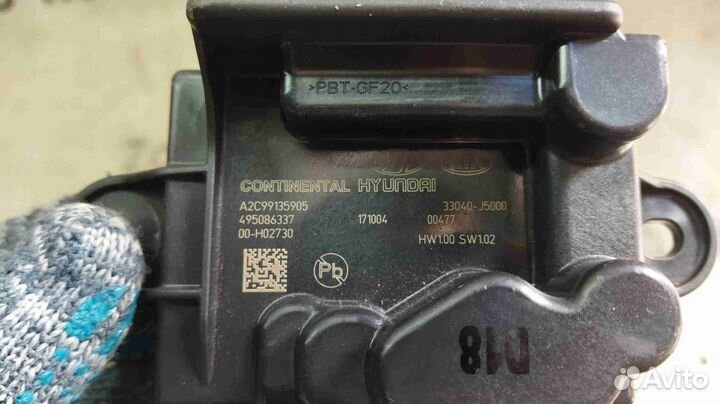 >PBT-GF20<
CONTINENTAL HYUNDAI
A2C99135905 33040-J5000
495086337 171004 00477
00-H02730 HW1.00 SW1.02
Pb
D18
Avito